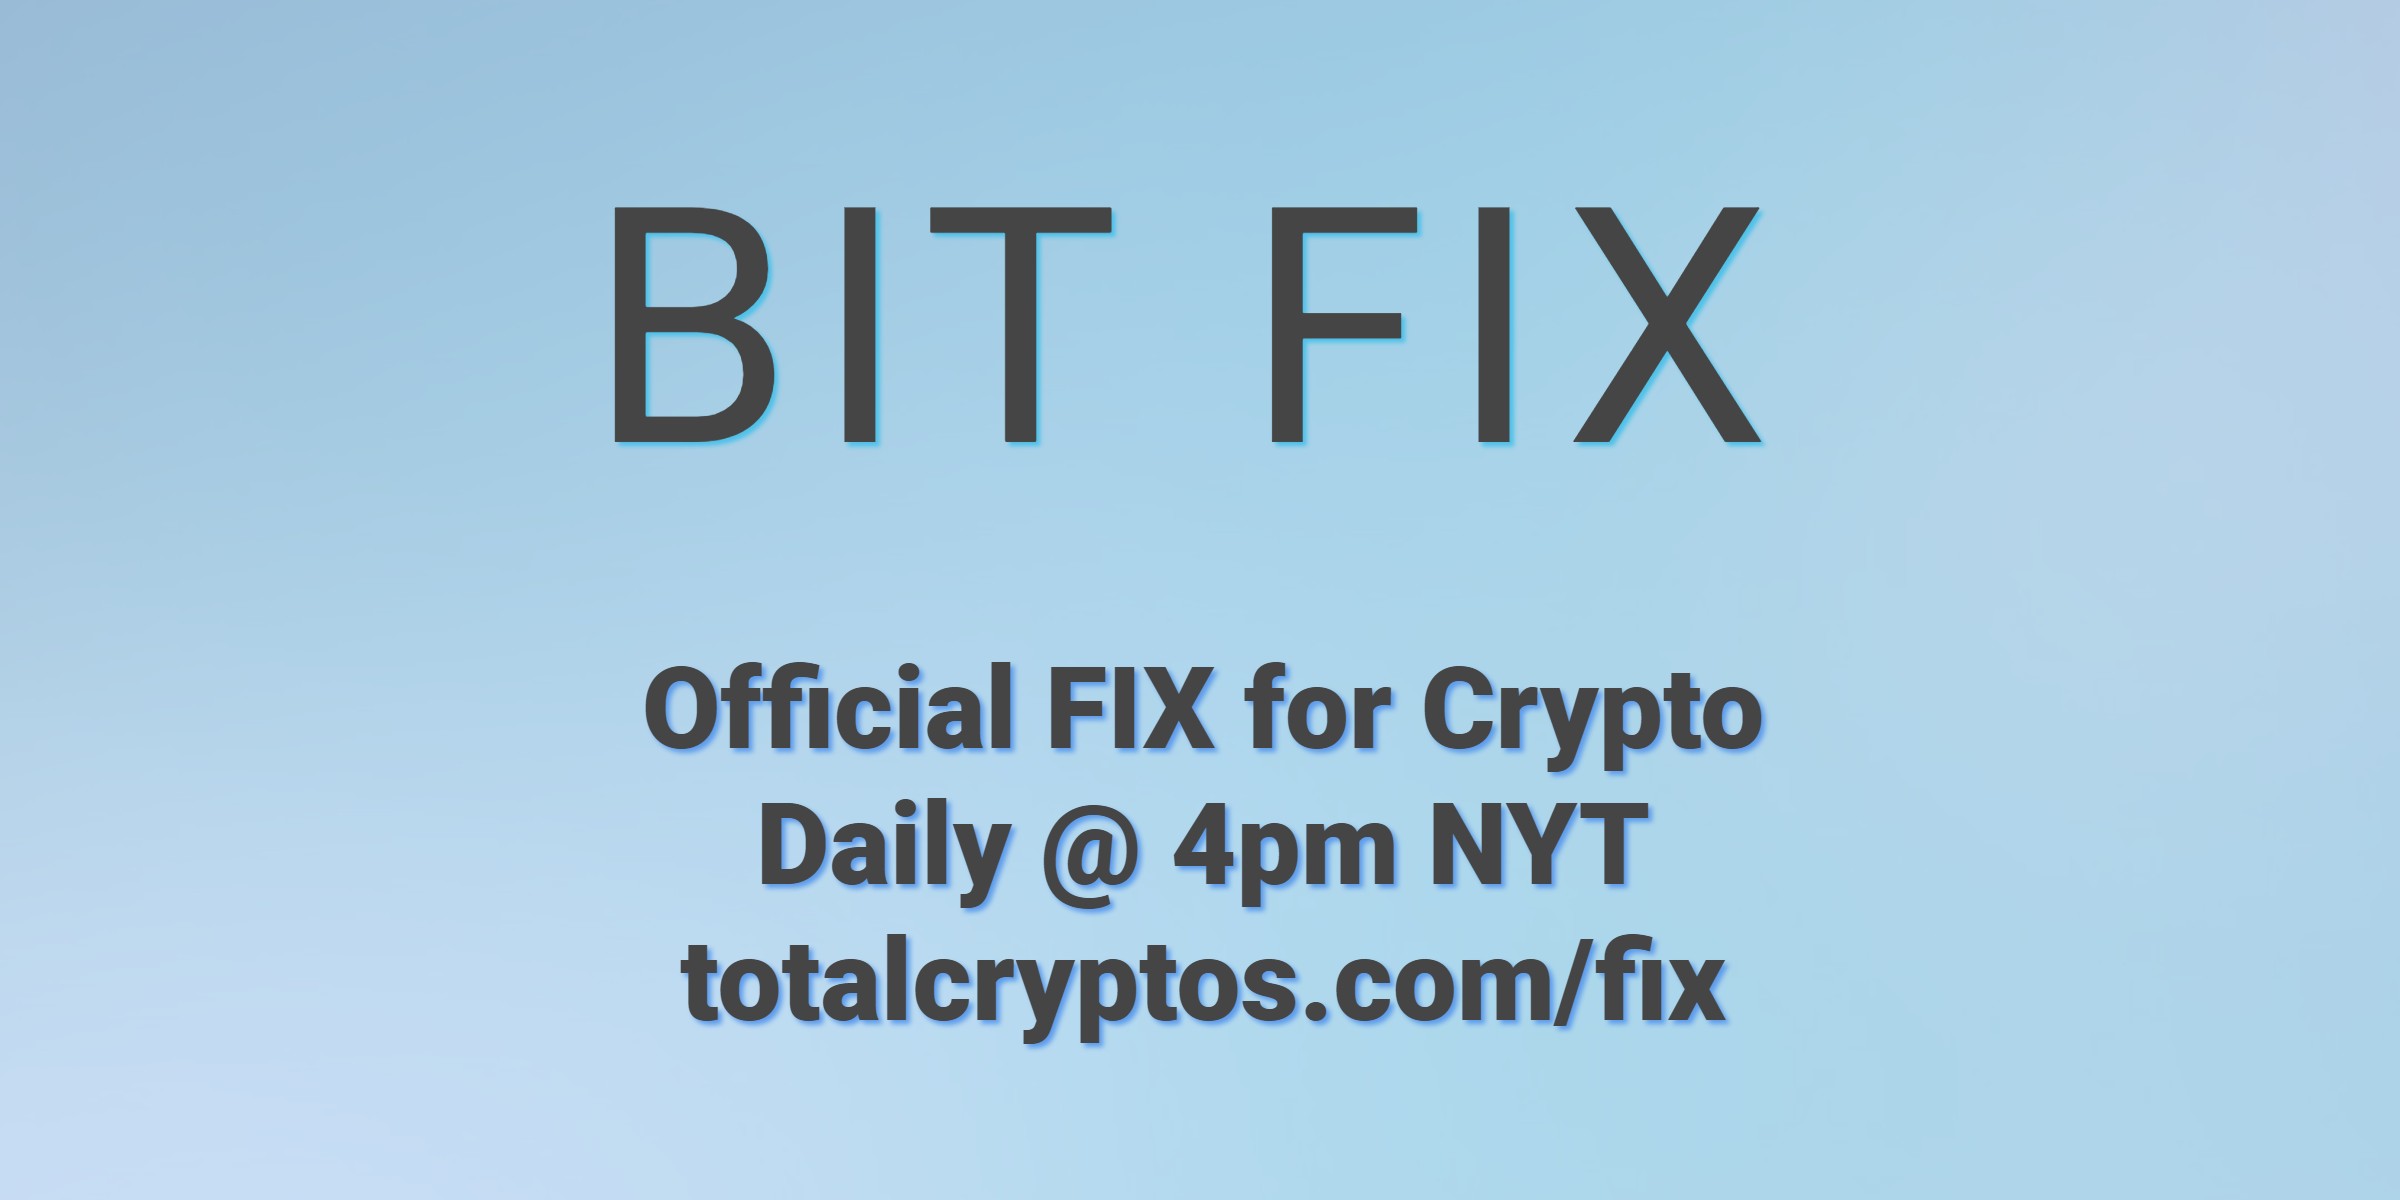 BIT FIX
Official FIX for Crypto
Daily @ 4pm NYT
totalcryptos.com/fix